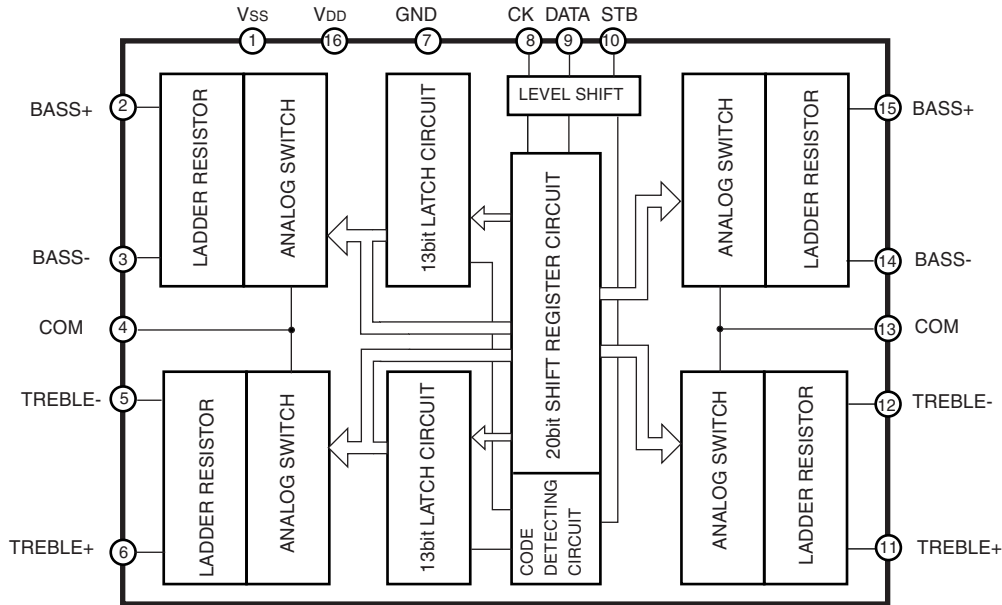 VSS
VDD
GND
CK
DATA
STB
1
16
7
8
9
10
LEVEL SHIFT
BASS+
2
LADDER RESISTOR
ANALOG SWITCH
13bit LATCH CIRCUIT
20bit SHIFT REGISTER CIRCUIT
ANALOG SWITCH
LADDER RESISTOR
15
BASS+
BASS-
3
14
BASS-
COM
4
13
COM
TREBLE-
5
LADDER RESISTOR
ANALOG SWITCH
13bit LATCH CIRCUIT
CODE
DETECTING
CIRCUIT
ANALOG SWITCH
LADDER RESISTOR
12
TREBLE-
TREBLE+
6
11
TREBLE+